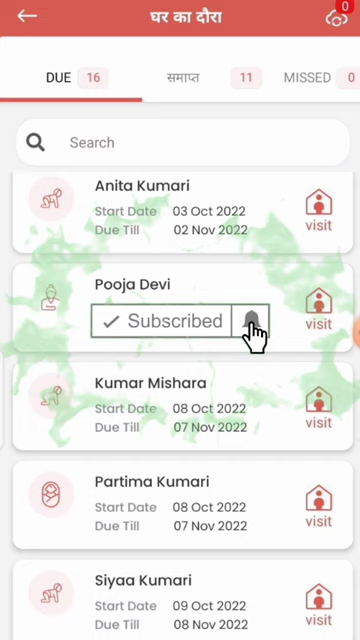 घर का दौरा
0
DUE 16 समाप्त 11 MISSED 0
Search
Anita Kumari
Start Date 03 Oct 2022
Due Till 02 Nov 2022
visit
Pooja Devi
Subscribed
visit
Kumar Mishara
Start Date 08 Oct 2022
Due Till 07 Nov 2022
visit
Partima Kumari
Start Date 08 Oct 2022
Due Till 07 Nov 2022
visit
Siyaa Kumari
Start Date 09 Oct 2022
Due Till 08 Nov 2022
visit